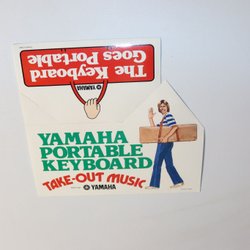 The Keyboard
Goes Portable
YAMAHA
YAMAHA
PORTABLE
KEYBOARD
TAKE-OUT MUSIC
YAMAHA